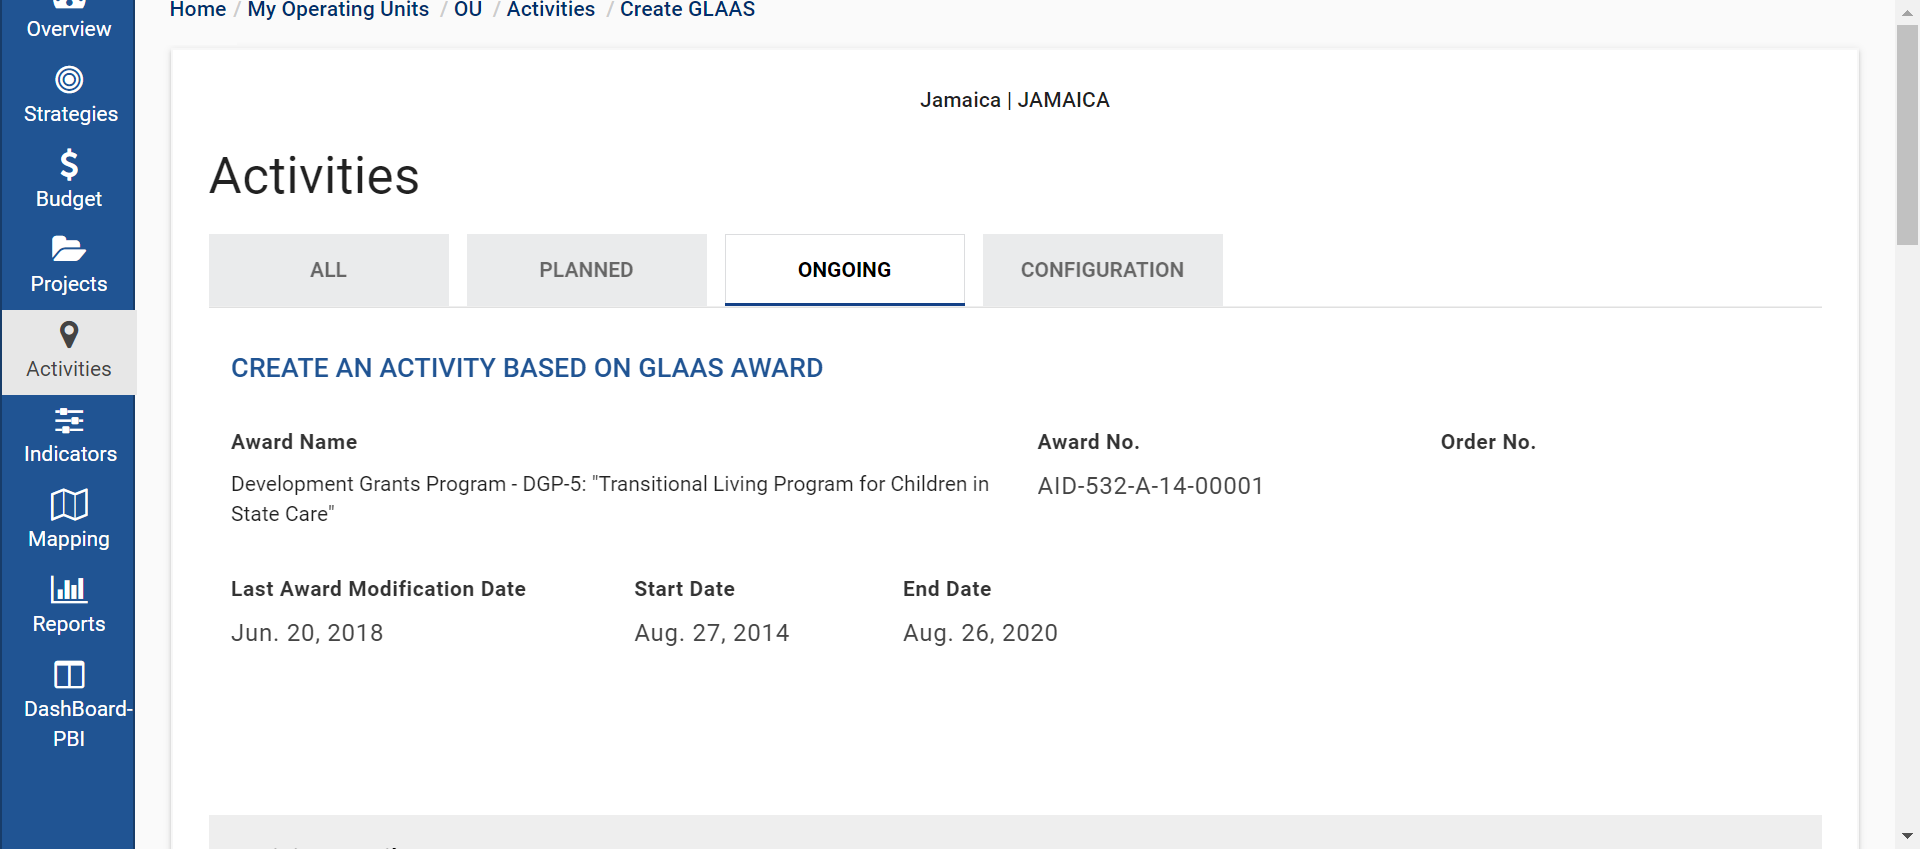 Home / My Operating Units / OU / Activities / Create GLAAS
Overview
Strategies
Budget
Projects
Activities
Indicators
Mapping
Reports
DashBoard-
PBI
Jamaica | JAMAICA
Activities
ALL
PLANNED
ONGOING
CONFIGURATION
CREATE AN ACTIVITY BASED ON GLAAS AWARD
Award Name
Development Grants Program - DGP-5: "Transitional Living Program for Children in
State Care"
Award No.
AID-532-A-14-00001
Order No.
Last Award Modification Date
Jun. 20, 2018
Start Date
Aug. 27, 2014
End Date
Aug. 26, 2020